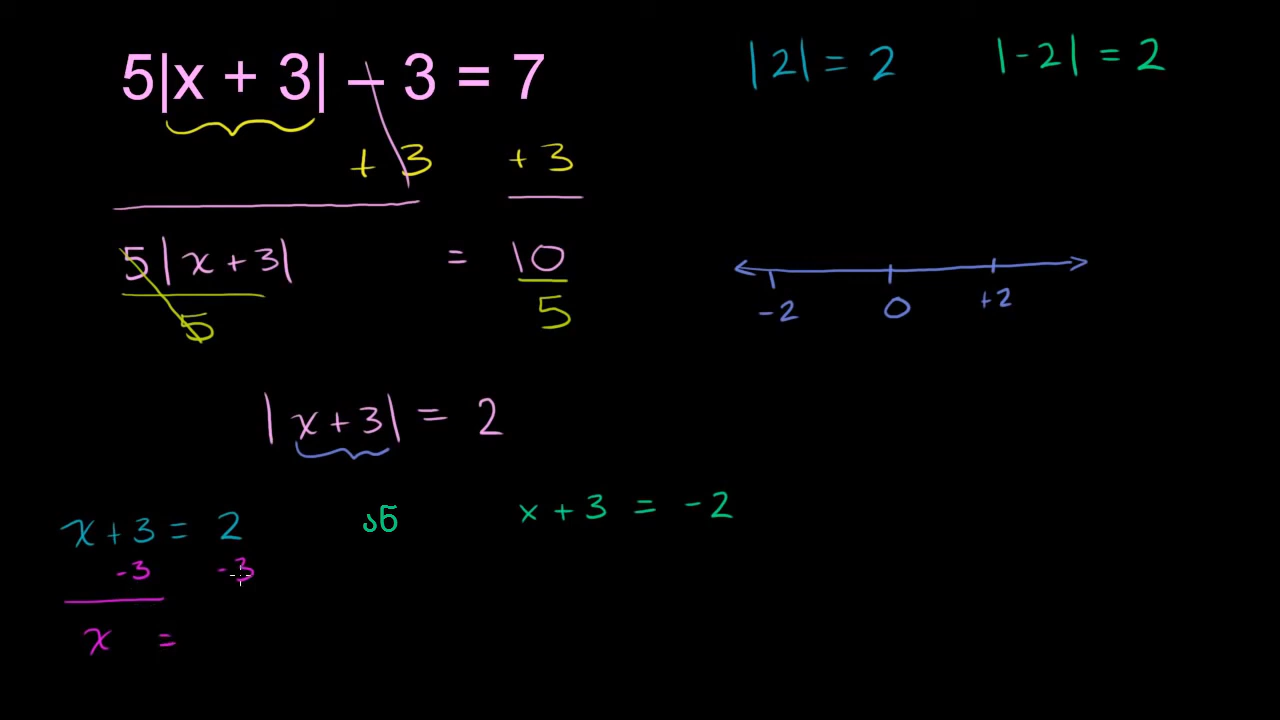 5|x + 3| – 3 = 7
+ 3 + 3
5|x+3| = 10
5 5
|x+3| = 2
x+3 = 2 ან x+3 = -2
-3 -3
x =
|2| = 2 |-2| = 2
-2 0 +2